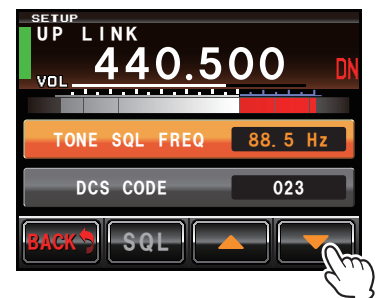 SETUP
UP LINK
440.500
DN
VOL
TONE SQL FREQ 88.5 Hz
DCS CODE 023
BACK SQL